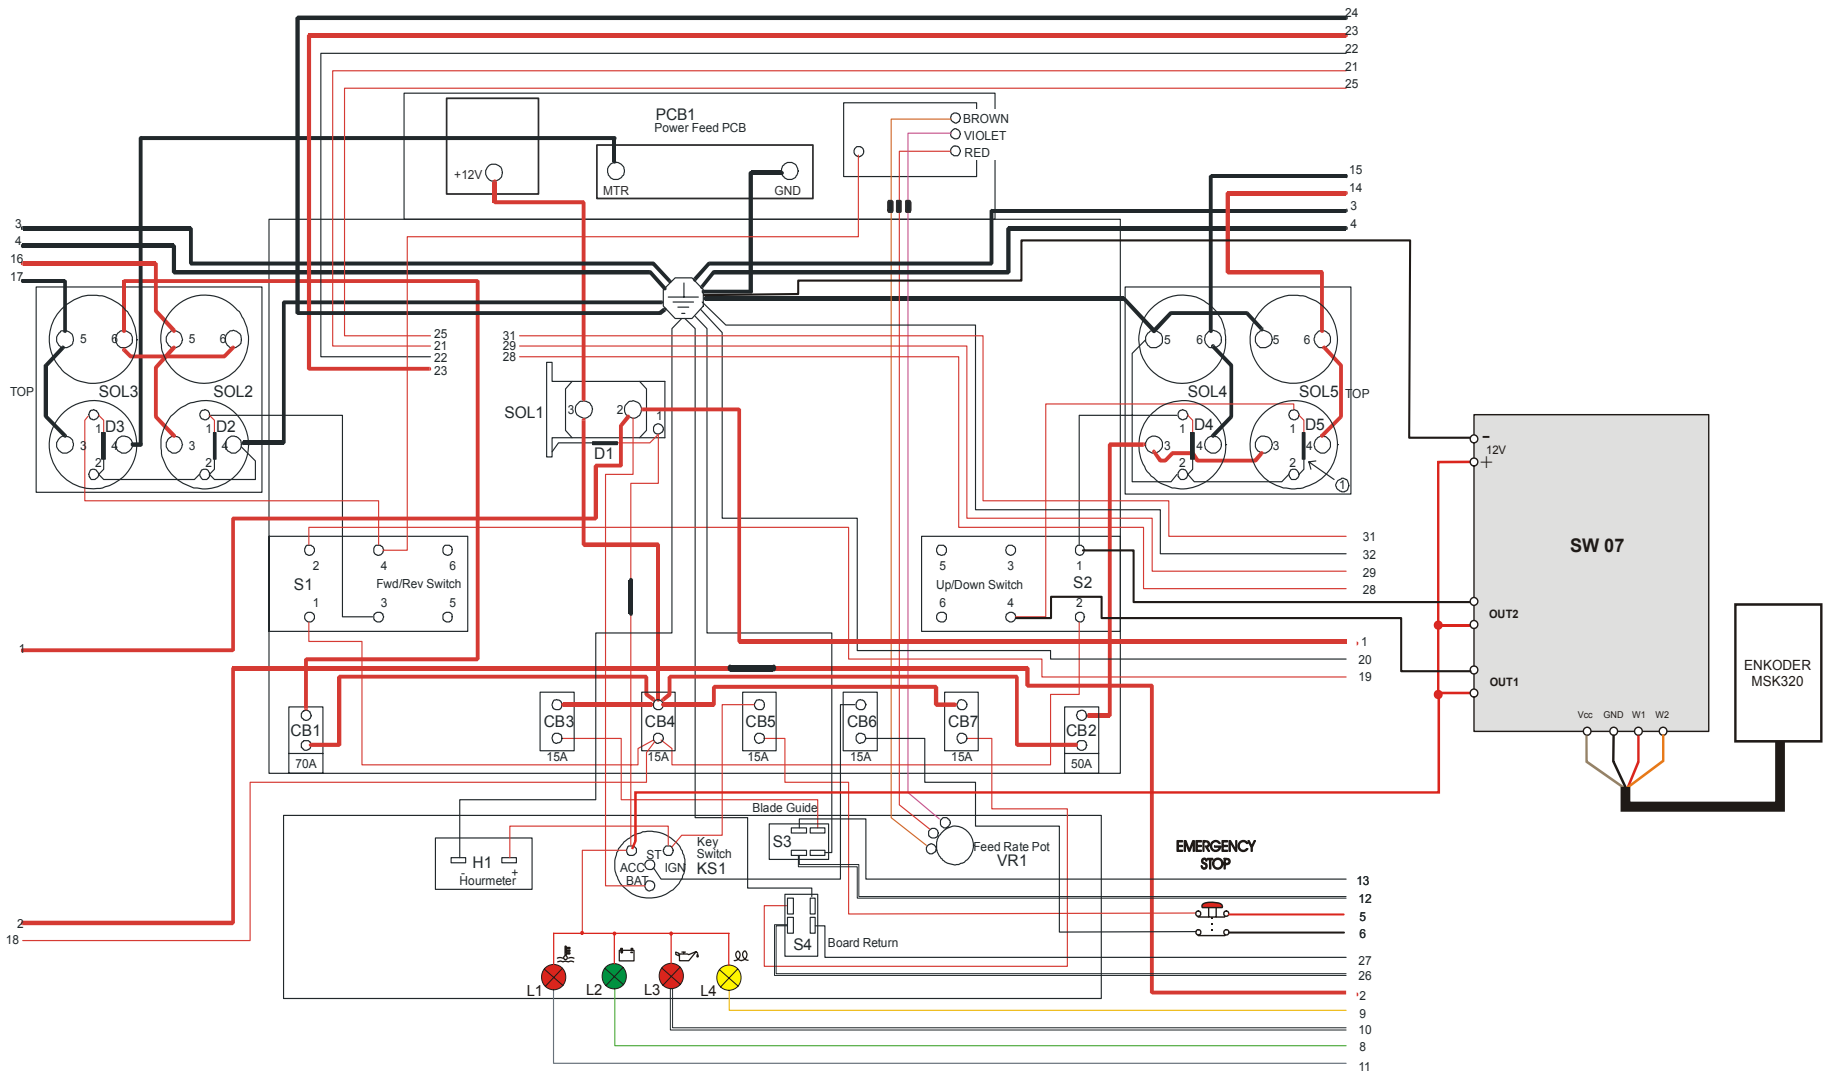 24
23
22
21
25
PCB1
Power Feed PCB
BROWN
VIOLET
RED
+12V
MTR
GND
15
14
3
4
3
4
16
17
5
6
5
6
TOP
SOL3
SOL2
1
D3
4
3
2
1
D2
4
3
2
25
21
22
23
31
29
28
SOL1
3
2
1
D1
5
6
5
6
SOL4
SOL5
TOP
1
D4
3
4
2
1
D5
3
4
2
1
-
12V
+
SW 07
OUT2
OUT1
Vcc
GND
W1
W2
ENKODER
MSK320
31
32
29
28
2
4
6
S1
Fwd/Rev Switch
1
3
5
5
3
1
Up/Down Switch
S2
6
4
2
1
1
20
19
CB1
70A
CB3
15A
CB4
15A
CB5
15A
CB6
15A
CB7
15A
CB2
50A
Blade Guide
S3
H1
-
+
Hourmeter
ST
ACC
IGN
BAT
Key
Switch
KS1
Feed Rate Pot
VR1
EMERGENCY
STOP
13
12
5
6
2
18
S4
Board Return
27
26
2
9
10
8
11
L1
L2
L3
L4